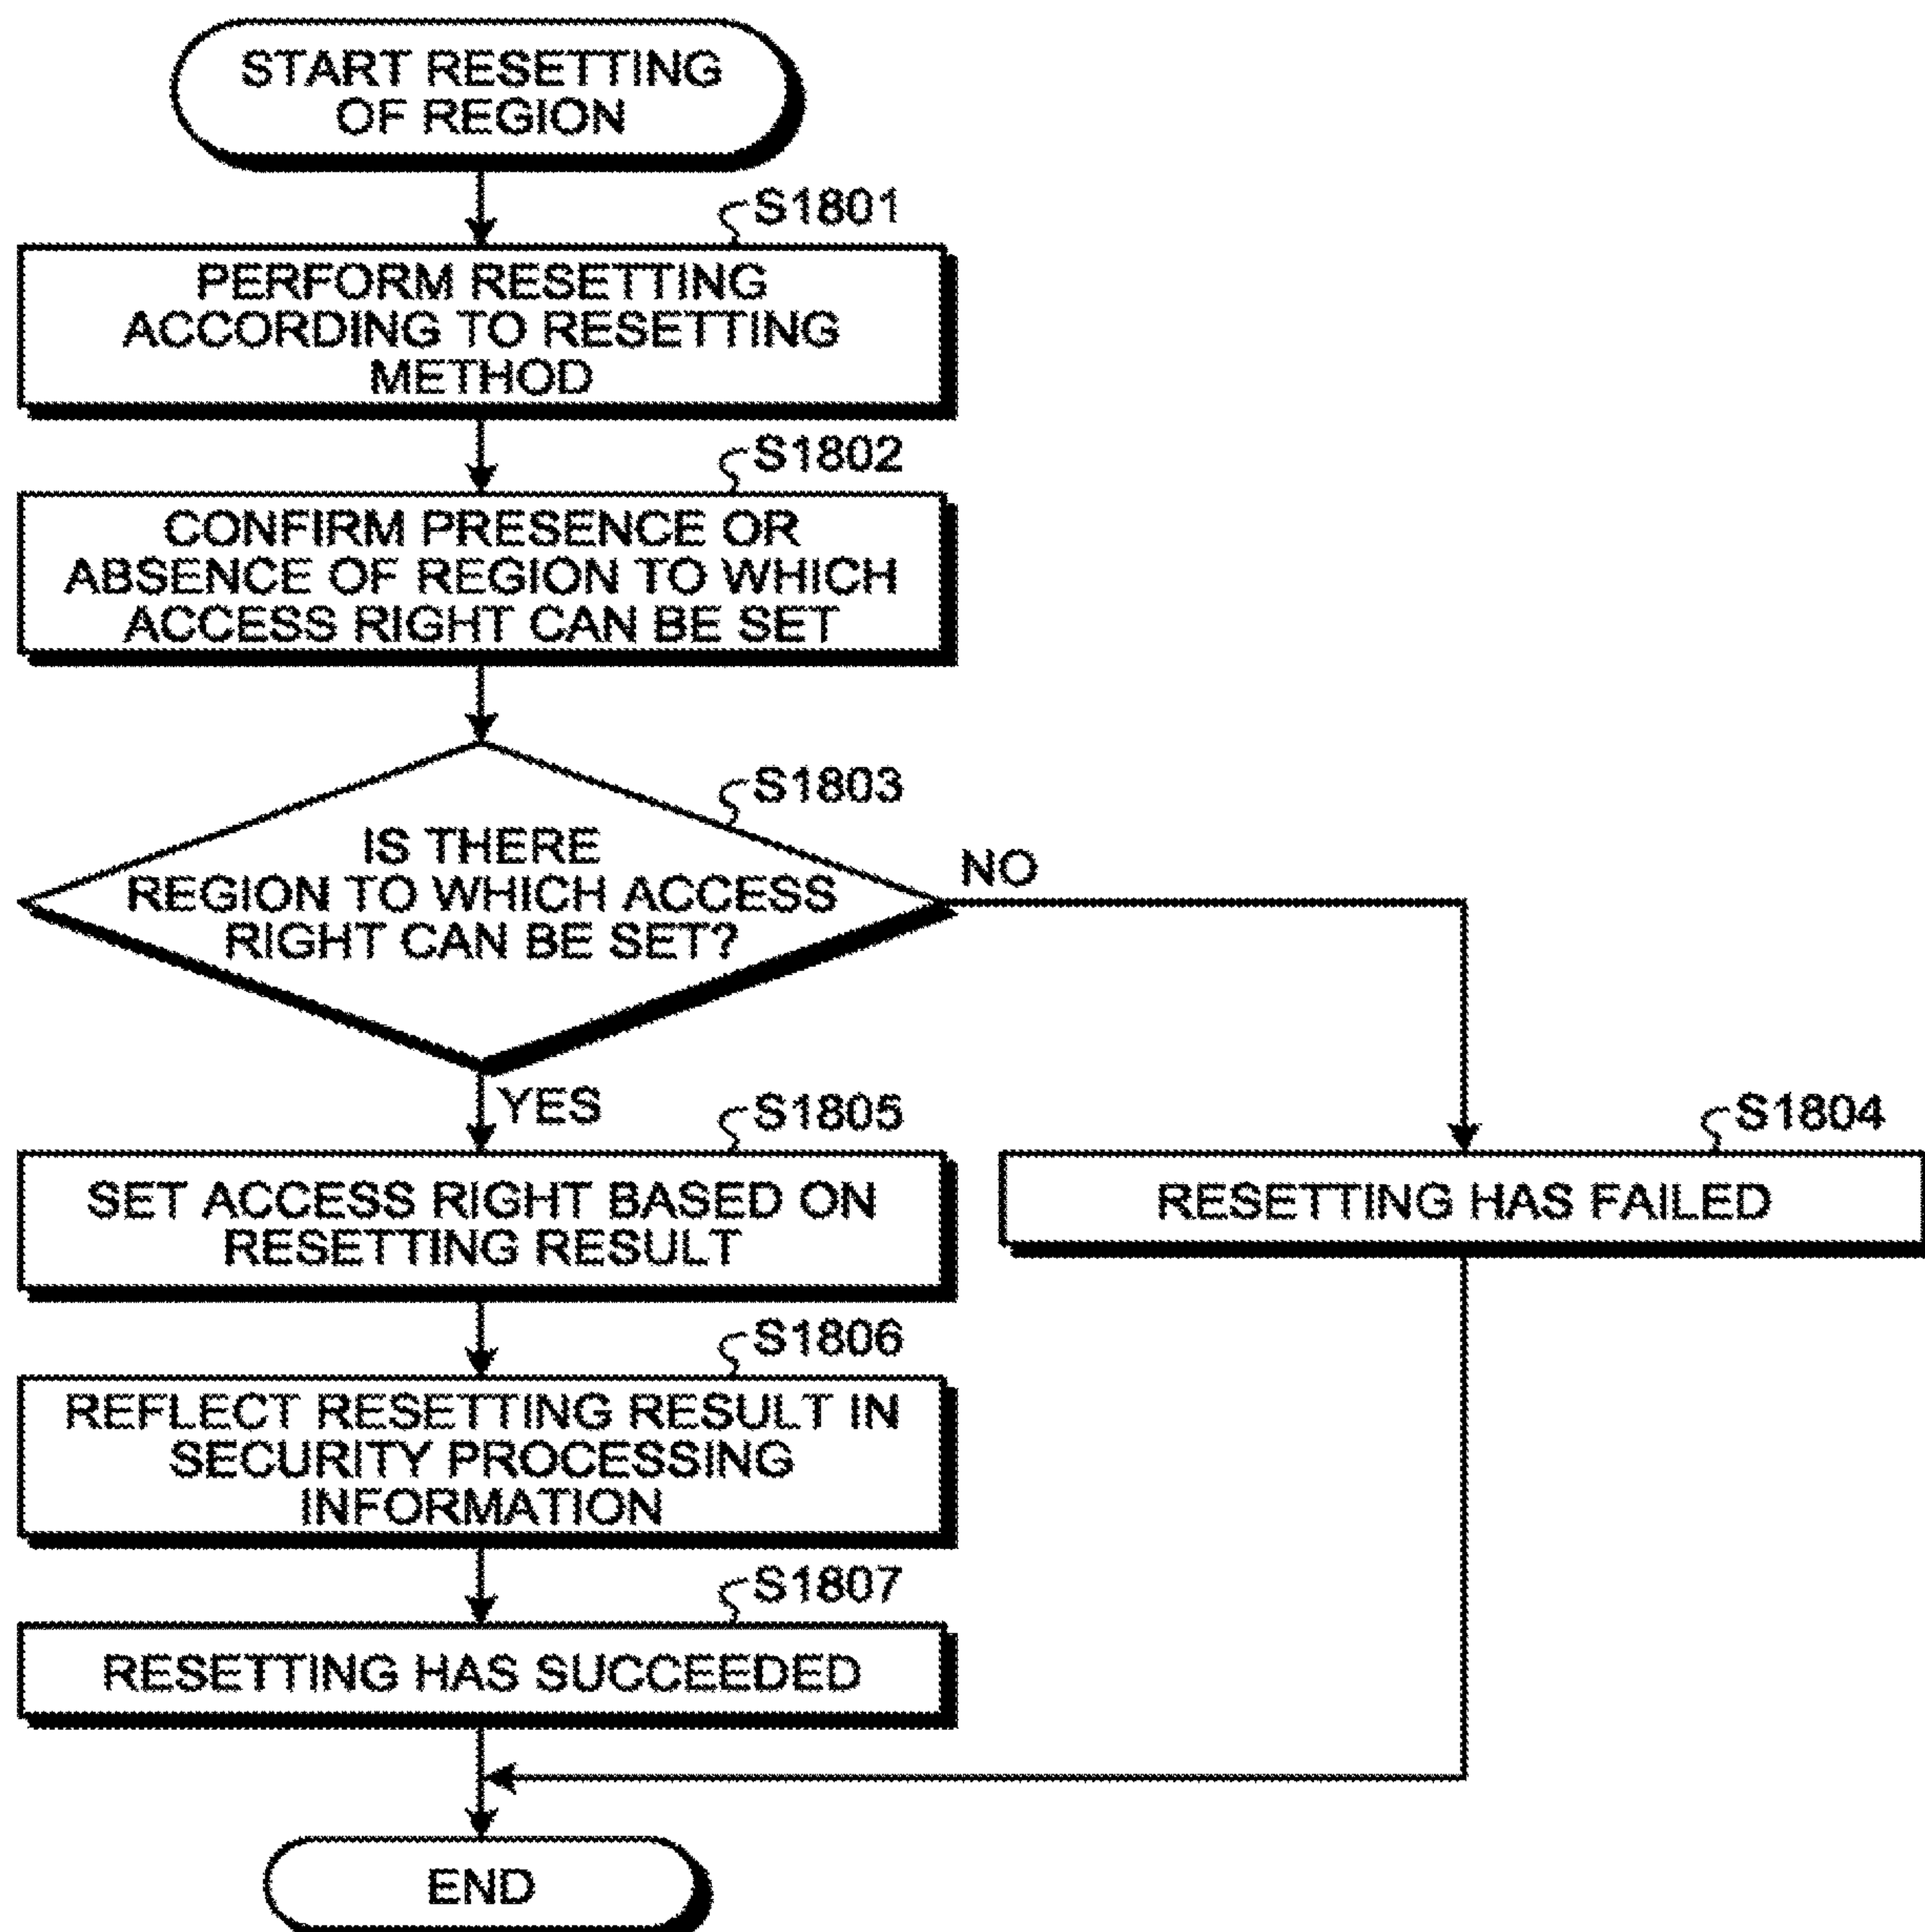 START RESETTING
OF REGION
S1801
PERFORM RESETTING
ACCORDING TO RESETTING
METHOD
S1802
CONFIRM PRESENCE OR
ABSENCE OF REGION TO WHICH
ACCESS RIGHT CAN BE SET
S1803
IS THERE
REGION TO WHICH ACCESS
RIGHT CAN BE SET?
NO
YES
S1805
SET ACCESS RIGHT BASED ON
RESETTING RESULT
S1804
RESETTING HAS FAILED
S1806
REFLECT RESETTING RESULT IN
SECURITY PROCESSING
INFORMATION
S1807
RESETTING HAS SUCCEEDED
END